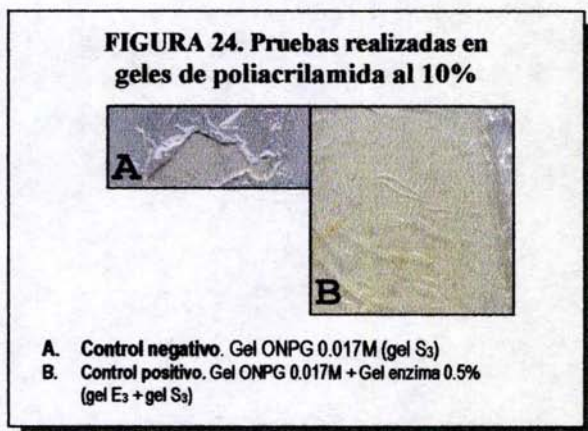 FIGURA 24. Pruebas realizadas en
geles de poliacrilamida al 10%
A
B
A. Control negativo. Gel ONPG 0.017M (gel S₃)
B. Control positivo. Gel ONPG 0.017M + Gel enzima 0.5%
(gel E₃ + gel S₃)